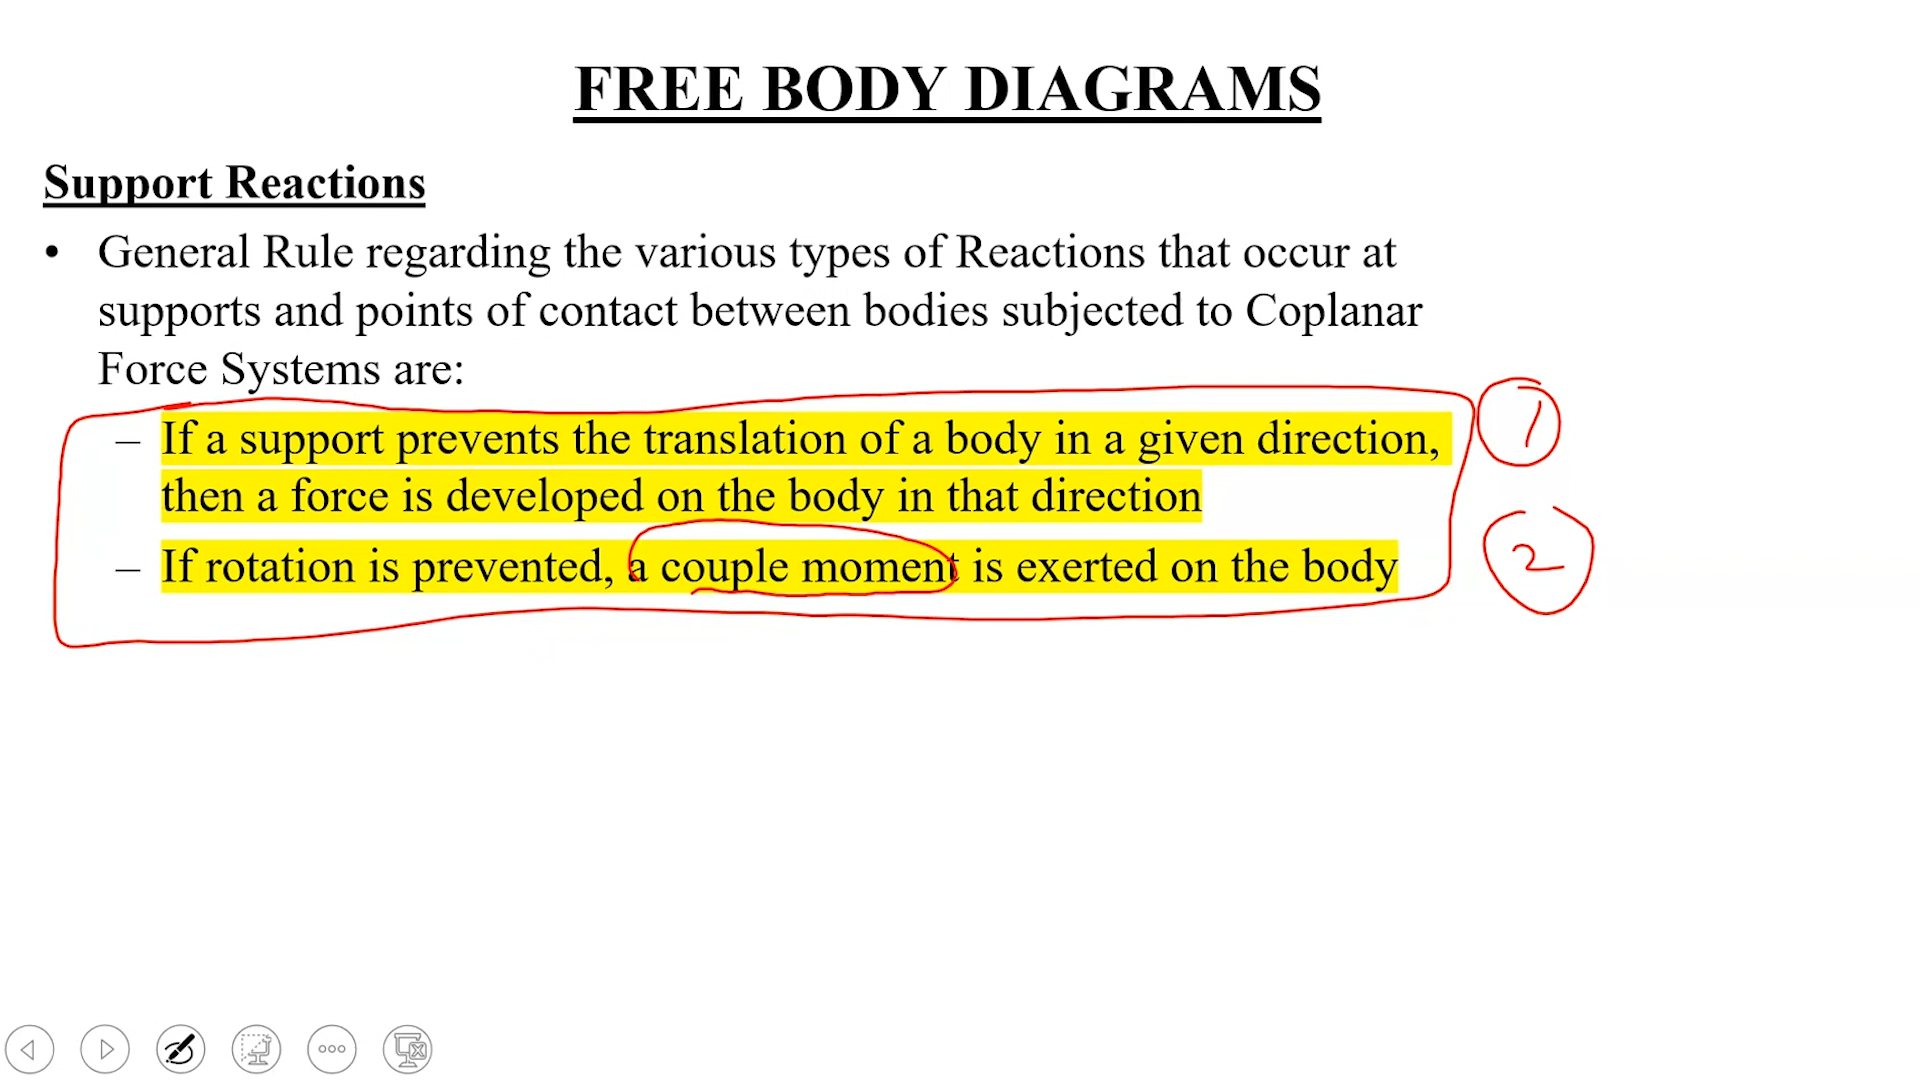 FREE BODY DIAGRAMS
Support Reactions
• General Rule regarding the various types of Reactions that occur at
supports and points of contact between bodies subjected to Coplanar
Force Systems are:
– If a support prevents the translation of a body in a given direction,
1
then a force is developed on the body in that direction
– If rotation is prevented, a couple moment is exerted on the body
2